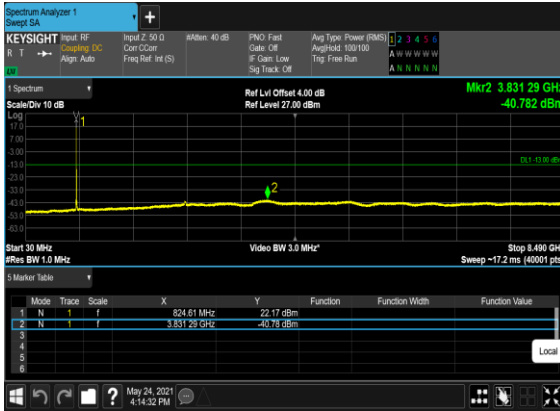 Spectrum Analyzer 1
Swept SA
KEYSIGHT
R T
LV
Input: RF
Coupling: DC
Align: Auto
Input Z: 50 Ω
Corr CCorr
Freq Ref: Int (S)
#Atten: 40 dB
PNO: Fast
Gate: Off
IF Gain: Low
Sig Track: Off
Avg Type: Power (RMS)
Avg|Hold: 100/100
Trig: Free Run
1 2 3 4 5 6
A W W W W W
A N N N N N
1 Spectrum
Scale/Div 10 dB
Log
Ref Lvl Offset 4.00 dB
Ref Level 27.00 dBm
Mkr2 3.831 29 GHz
-40.782 dBm
17.0
7.00
-3.00
-13.0
-23.0
-33.0
-43.0
-53.0
-63.0
1
2
DL1 -13.00 dBm
Start 30 MHz
#Res BW 1.0 MHz
Video BW 3.0 MHz*
Stop 8.490 GH
Sweep ~17.2 ms (40001 pts
5 Marker Table
Mode Trace Scale X Y Function Function Width Function Value
1 N 1 f 824.61 MHz 22.17 dBm
2 N 1 f 3.831 29 GHz -40.78 dBm
3
4
5
6
Local
?
May 24, 2021
4:14:32 PM